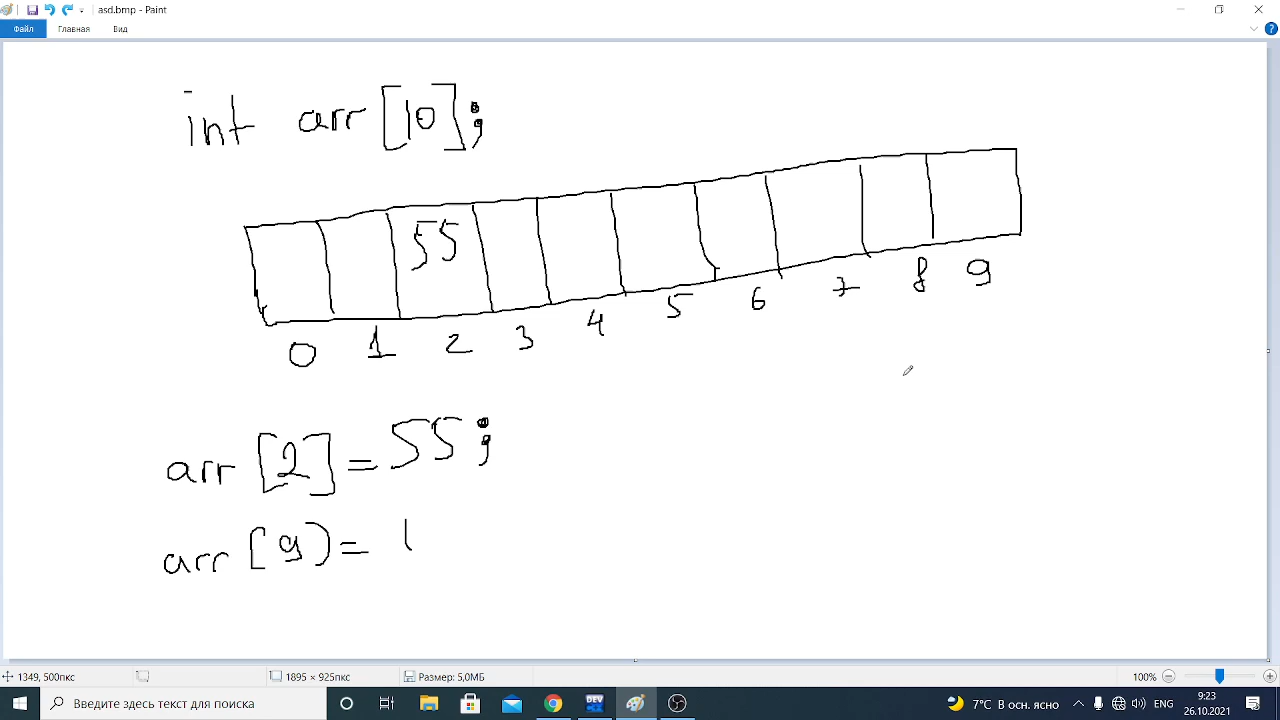 asd.bmp - Paint
Файл Главная Вид
int arr [10];
55
0 1 2 3 4 5 6 7 8 9
arr [2] = 55;
arr [9) = 1
1349, 500пкс 1895 × 925пкс Размер: 5,0МБ 100%
Введите здесь текст для поиска DEV 7°C В осн. ясно ENG 9:23
26.10.2021